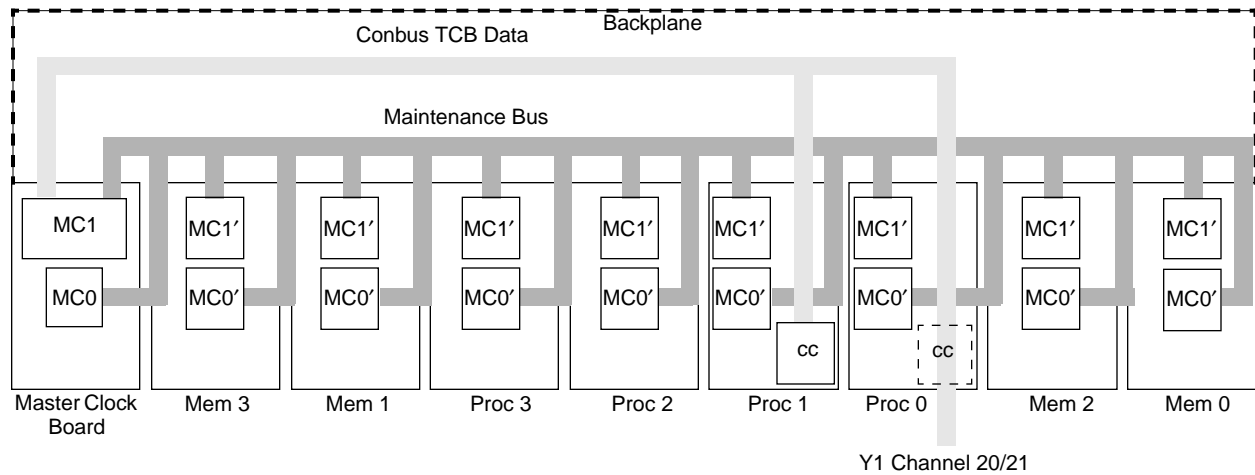 Backplane
Conbus TCB Data
Maintenance Bus
MC1 MC1′ MC1′ MC1′ MC1′ MC1′ MC1′ MC1′ MC1′
MC0 MC0′ MC0′ MC0′ MC0′ MC0′ MC0′ MC0′ MC0′
cc cc
Master Clock Board
Mem 3
Mem 1
Proc 3
Proc 2
Proc 1
Proc 0
Mem 2
Mem 0
Y1 Channel 20/21